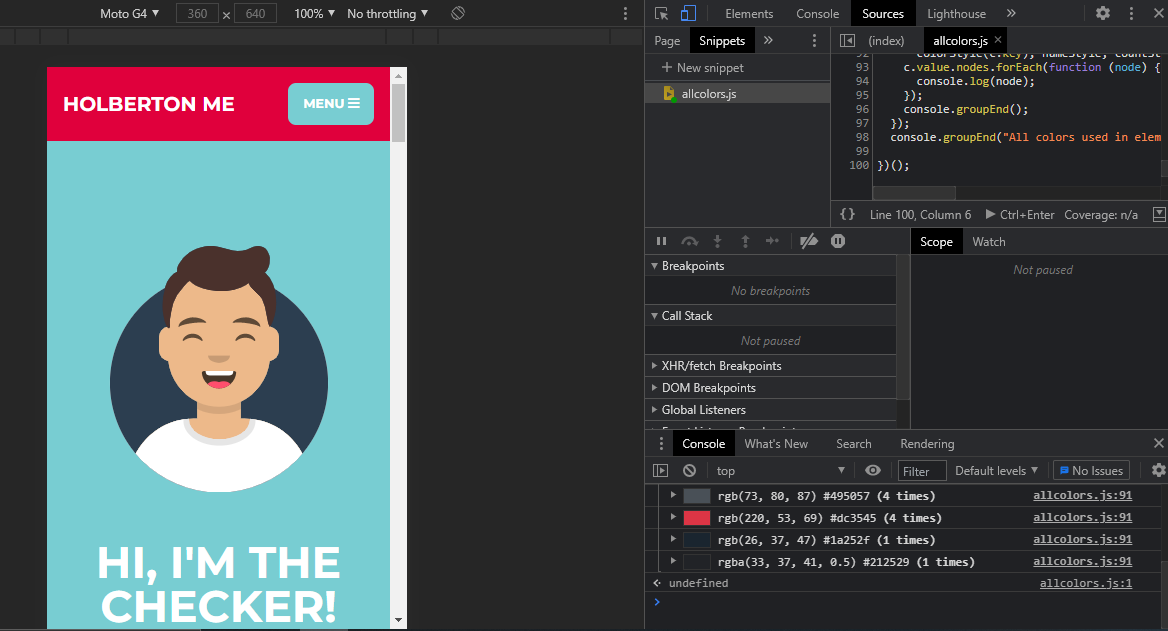 Moto G4 ▼ 360 x 640 100% ▼ No throttling ▼
HOLBERTON ME
MENU
HI, I'M THE
CHECKER!
Elements Console Sources Lighthouse »
Page Snippets »
(index) allcolors.js ×
+ New snippet
allcolors.js
93 c.value.nodes.forEach(function (node) {
94 console.log(node);
95 });
96 console.groupEnd();
97 });
98 console.groupEnd("All colors used in elem
99
100 })();
{ } Line 100, Column 6 Ctrl+Enter Coverage: n/a
Breakpoints
No breakpoints
Call Stack
Not paused
XHR/fetch Breakpoints
DOM Breakpoints
Global Listeners
Scope Watch
Not paused
Console What's New Search Rendering
top ▼ Filter Default levels ▼ No Issues
rgb(73, 80, 87) #495057 (4 times) allcolors.js:91
rgb(220, 53, 69) #dc3545 (4 times) allcolors.js:91
rgb(26, 37, 47) #1a252f (1 times) allcolors.js:91
rgba(33, 37, 41, 0.5) #212529 (1 times) allcolors.js:91
undefined allcolors.js:1